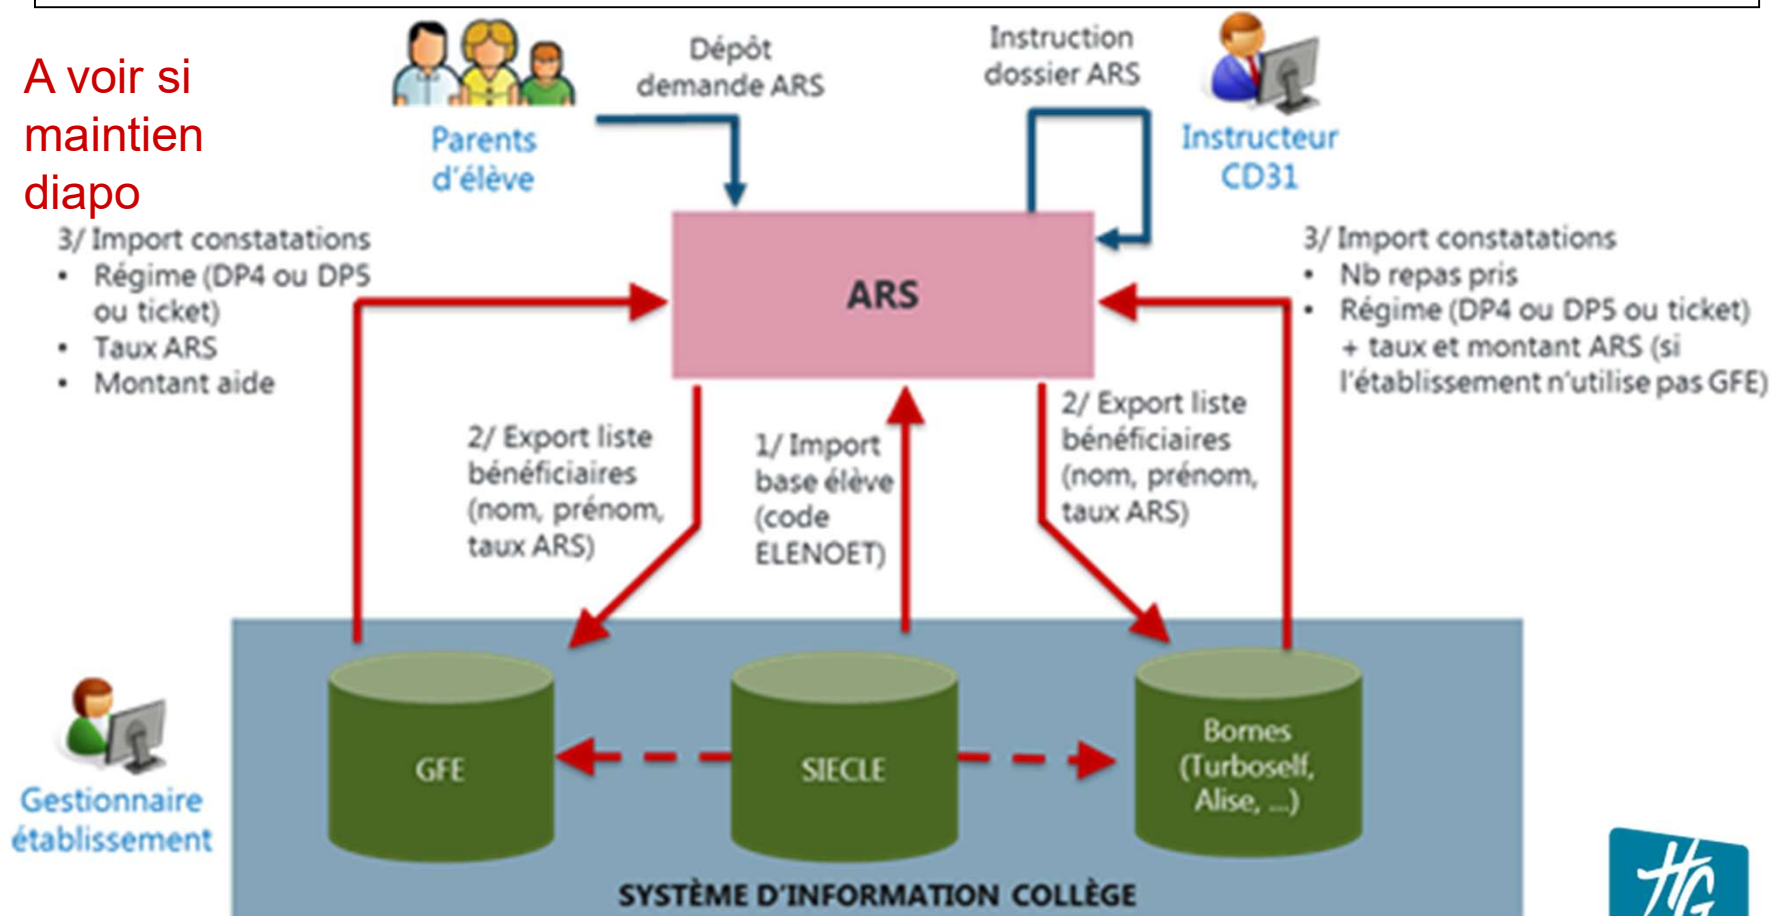 A voir si
maintien
diapo
Dépôt
demande ARS
Instruction
dossier ARS
Parents
d'élève
Instructeur
CD31
3/ Import constatations
• Régime (DP4 ou DP5
ou ticket)
• Taux ARS
• Montant aide
ARS
3/ Import constatations
• Nb repas pris
• Régime (DP4 ou DP5 ou ticket)
+ taux et montant ARS (si
l'établissement n'utilise pas GFE)
2/ Export liste
bénéficiaires
(nom, prénom,
taux ARS)
1/ Import
base élève
(code
ELENOET)
2/ Export liste
bénéficiaires
(nom, prénom,
taux ARS)
Gestionnaire
établissement
GFE
SIECLE
Bornes
(Turboself,
Alise, ...)
SYSTÈME D'INFORMATION COLLÈGE
HG